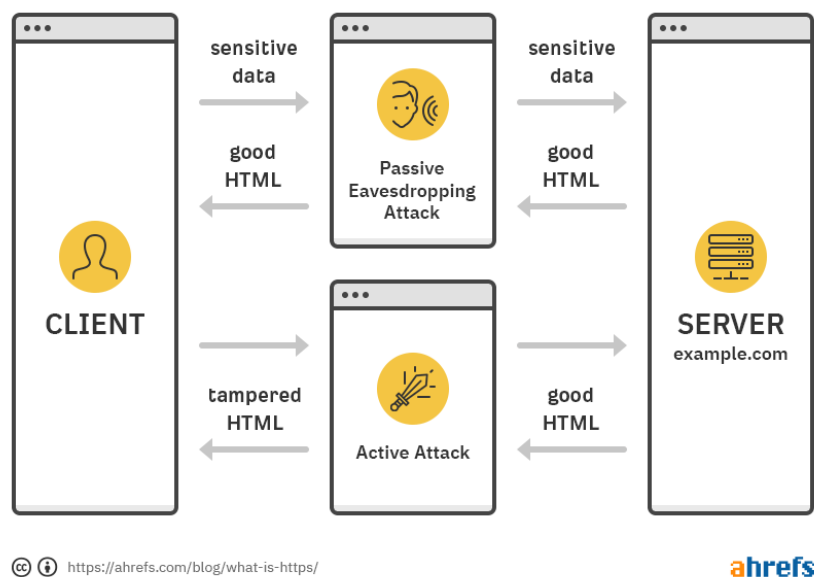 sensitive
data
sensitive
data
good
HTML
good
HTML
Passive
Eavesdropping
Attack
CLIENT
SERVER
example.com
tampered
HTML
good
HTML
Active Attack
https://ahrefs.com/blog/what-is-https/
ahrefs